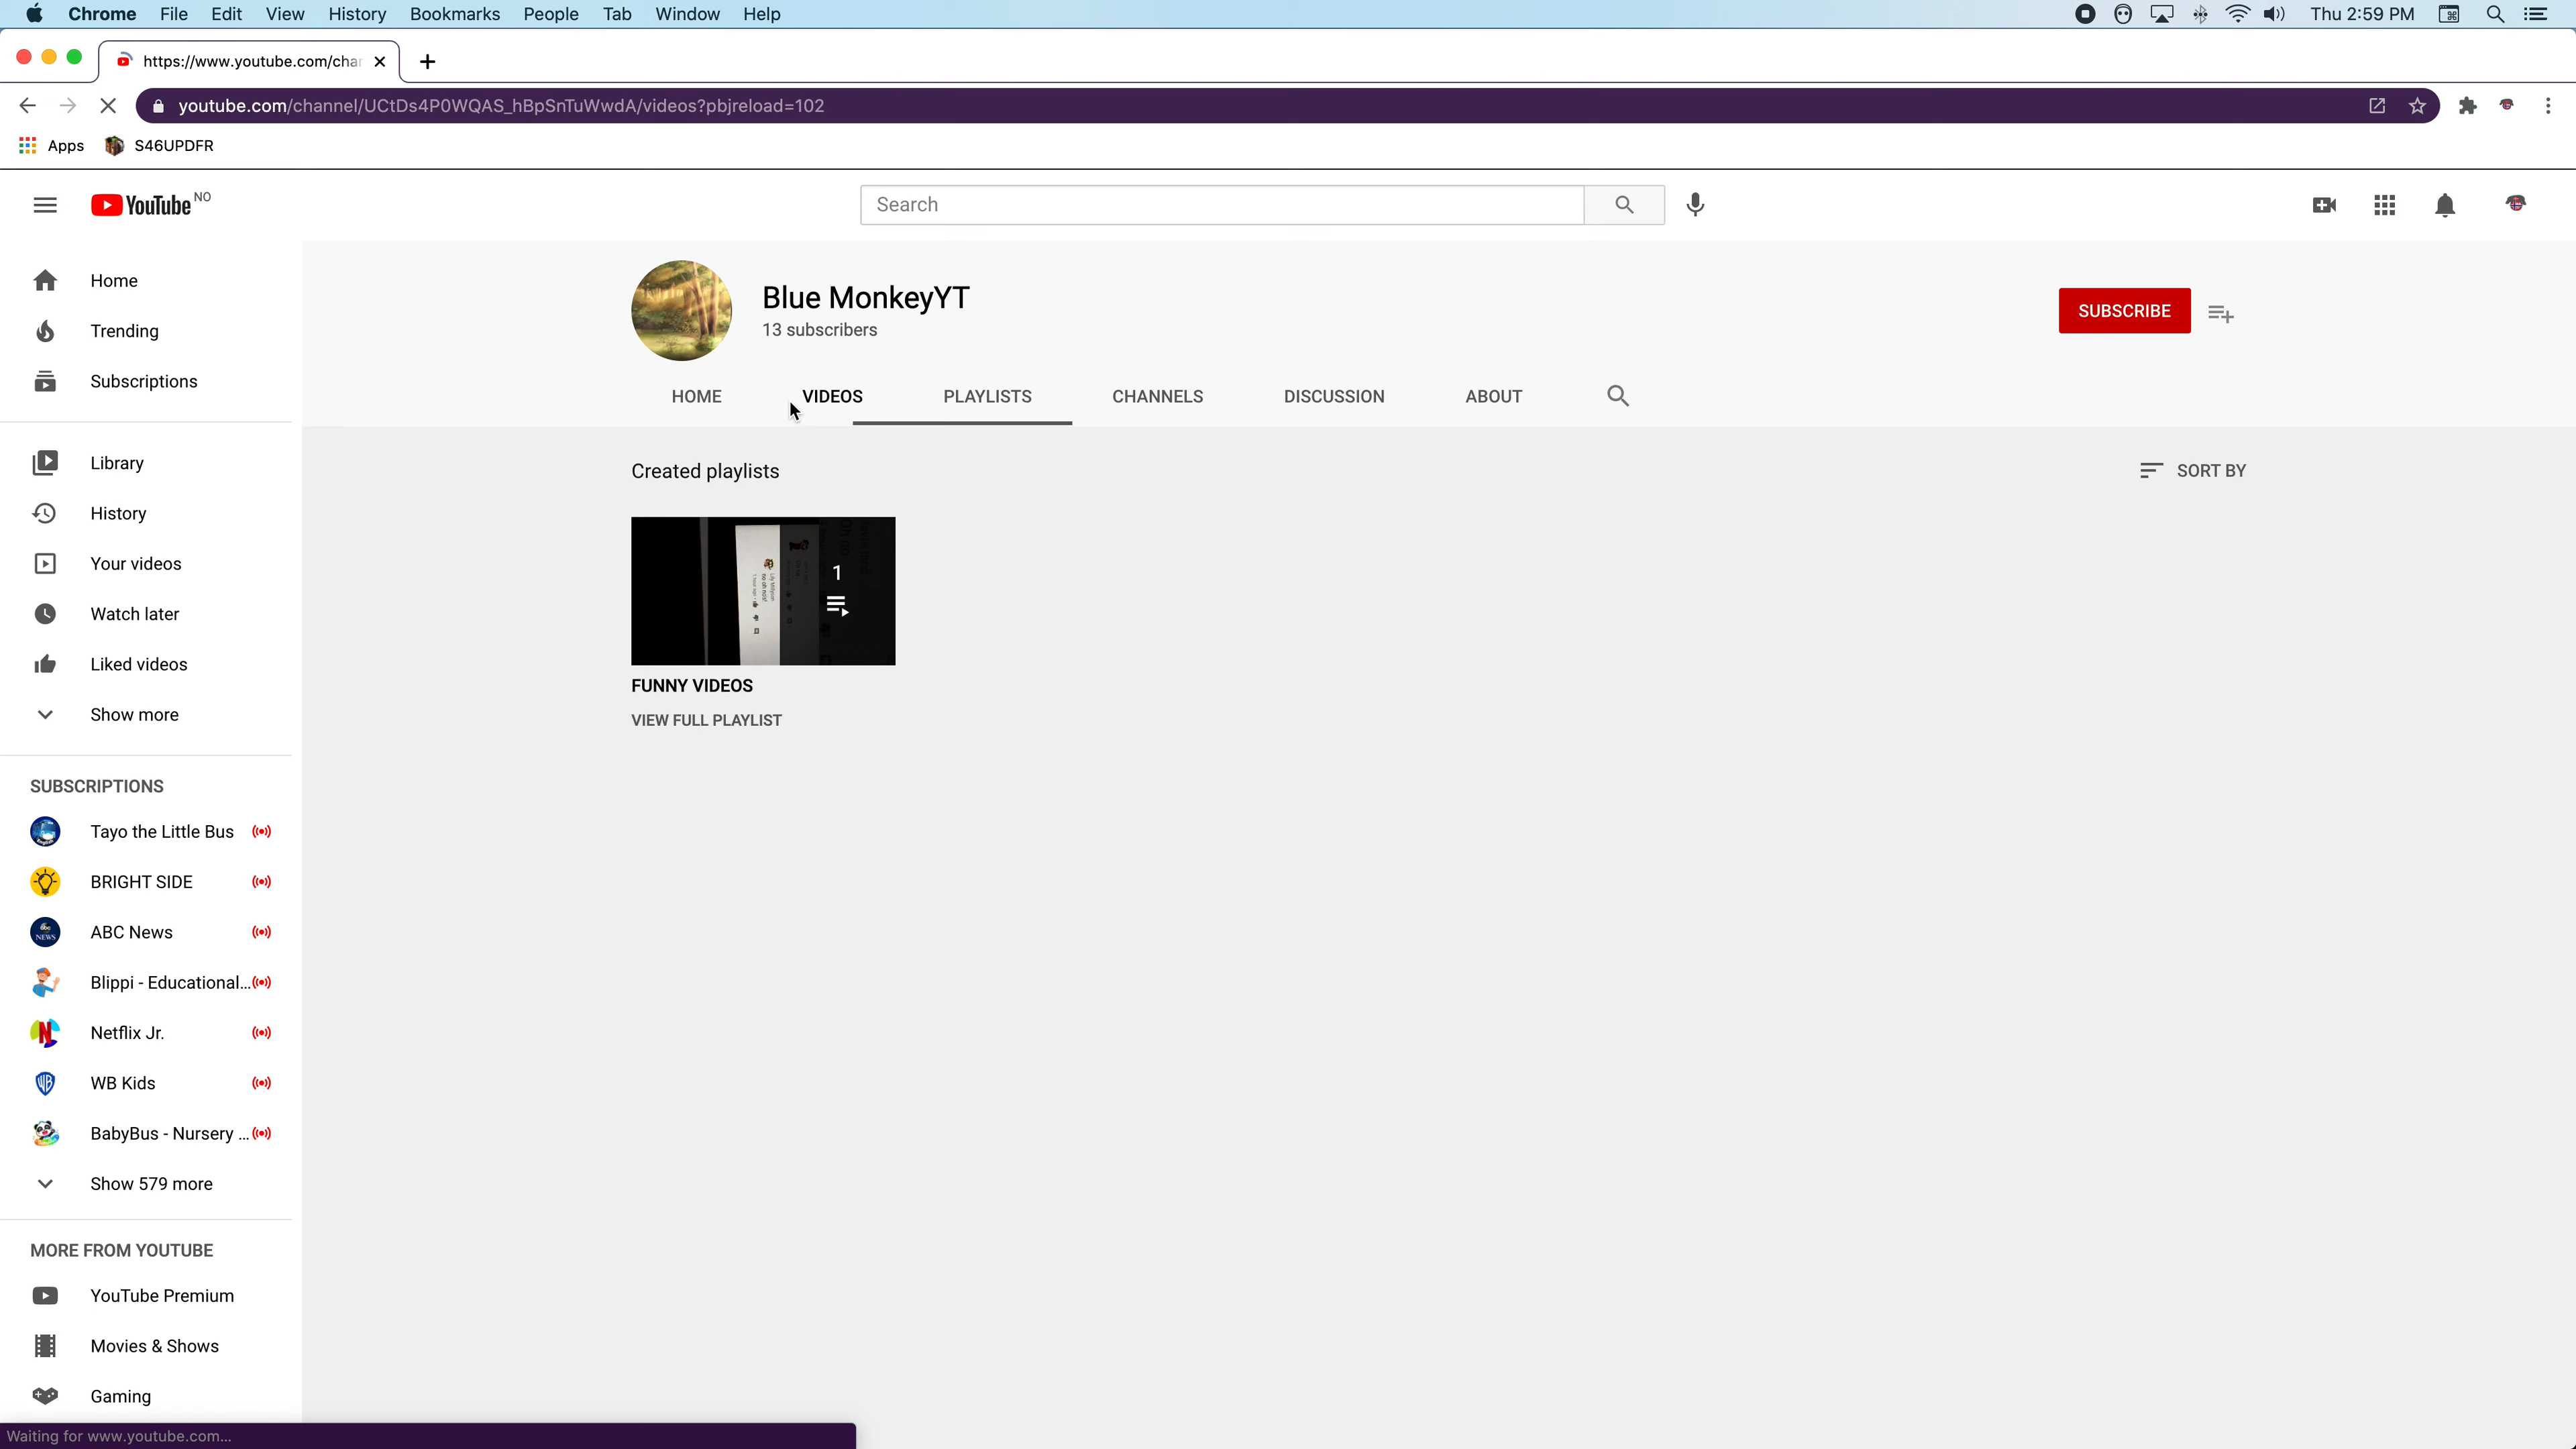 Chrome File Edit View History Bookmarks People Tab Window Help Thu 2:59 PM
https://www.youtube.com/cha
youtube.com/channel/UCtDs4P0WQAS_hBpSnTuWwdA/videos?pbjreload=102
Apps S46UPDFR
YouTube NO
Search
Home
Trending
Subscriptions
Library
History
Your videos
Watch later
Liked videos
Show more
SUBSCRIPTIONS
Tayo the Little Bus
BRIGHT SIDE
ABC News
Blippi - Educational...
Netflix Jr.
WB Kids
BabyBus - Nursery ...
Show 579 more
MORE FROM YOUTUBE
YouTube Premium
Movies & Shows
Gaming
Blue MonkeyYT
13 subscribers
SUBSCRIBE
HOME VIDEOS PLAYLISTS CHANNELS DISCUSSION ABOUT
Created playlists
SORT BY
1
FUNNY VIDEOS
VIEW FULL PLAYLIST
Waiting for www.youtube.com...